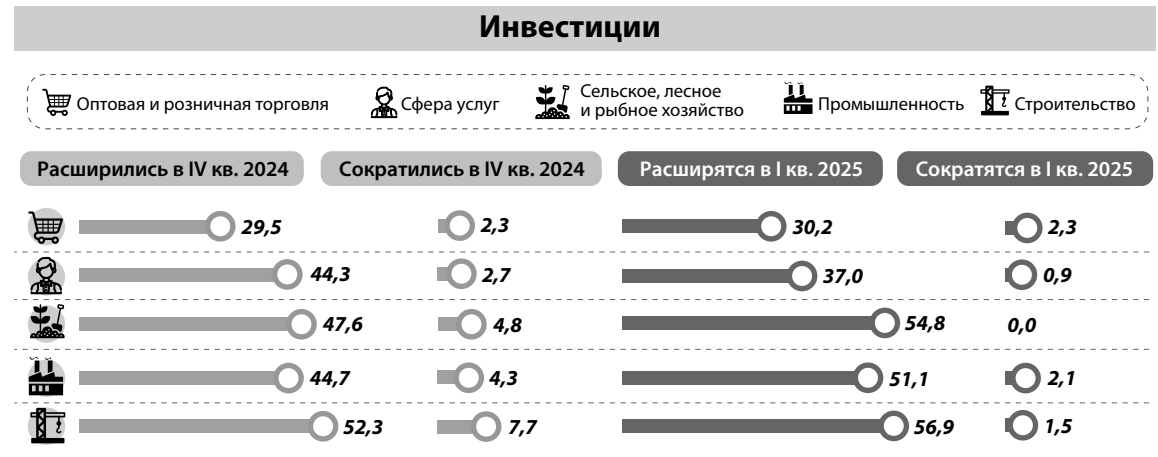 Инвестиции
Оптовая и розничная торговля
Сфера услуг
Сельское, лесное
и рыбное хозяйство
Промышленность
Строительство
Расширились в IV кв. 2024
Сократились в IV кв. 2024
Расширятся в I кв. 2025
Сократятся в I кв. 2025
29,5 2,3 30,2 2,3
44,3 2,7 37,0 0,9
47,6 4,8 54,8 0,0
44,7 4,3 51,1 2,1
52,3 7,7 56,9 1,5